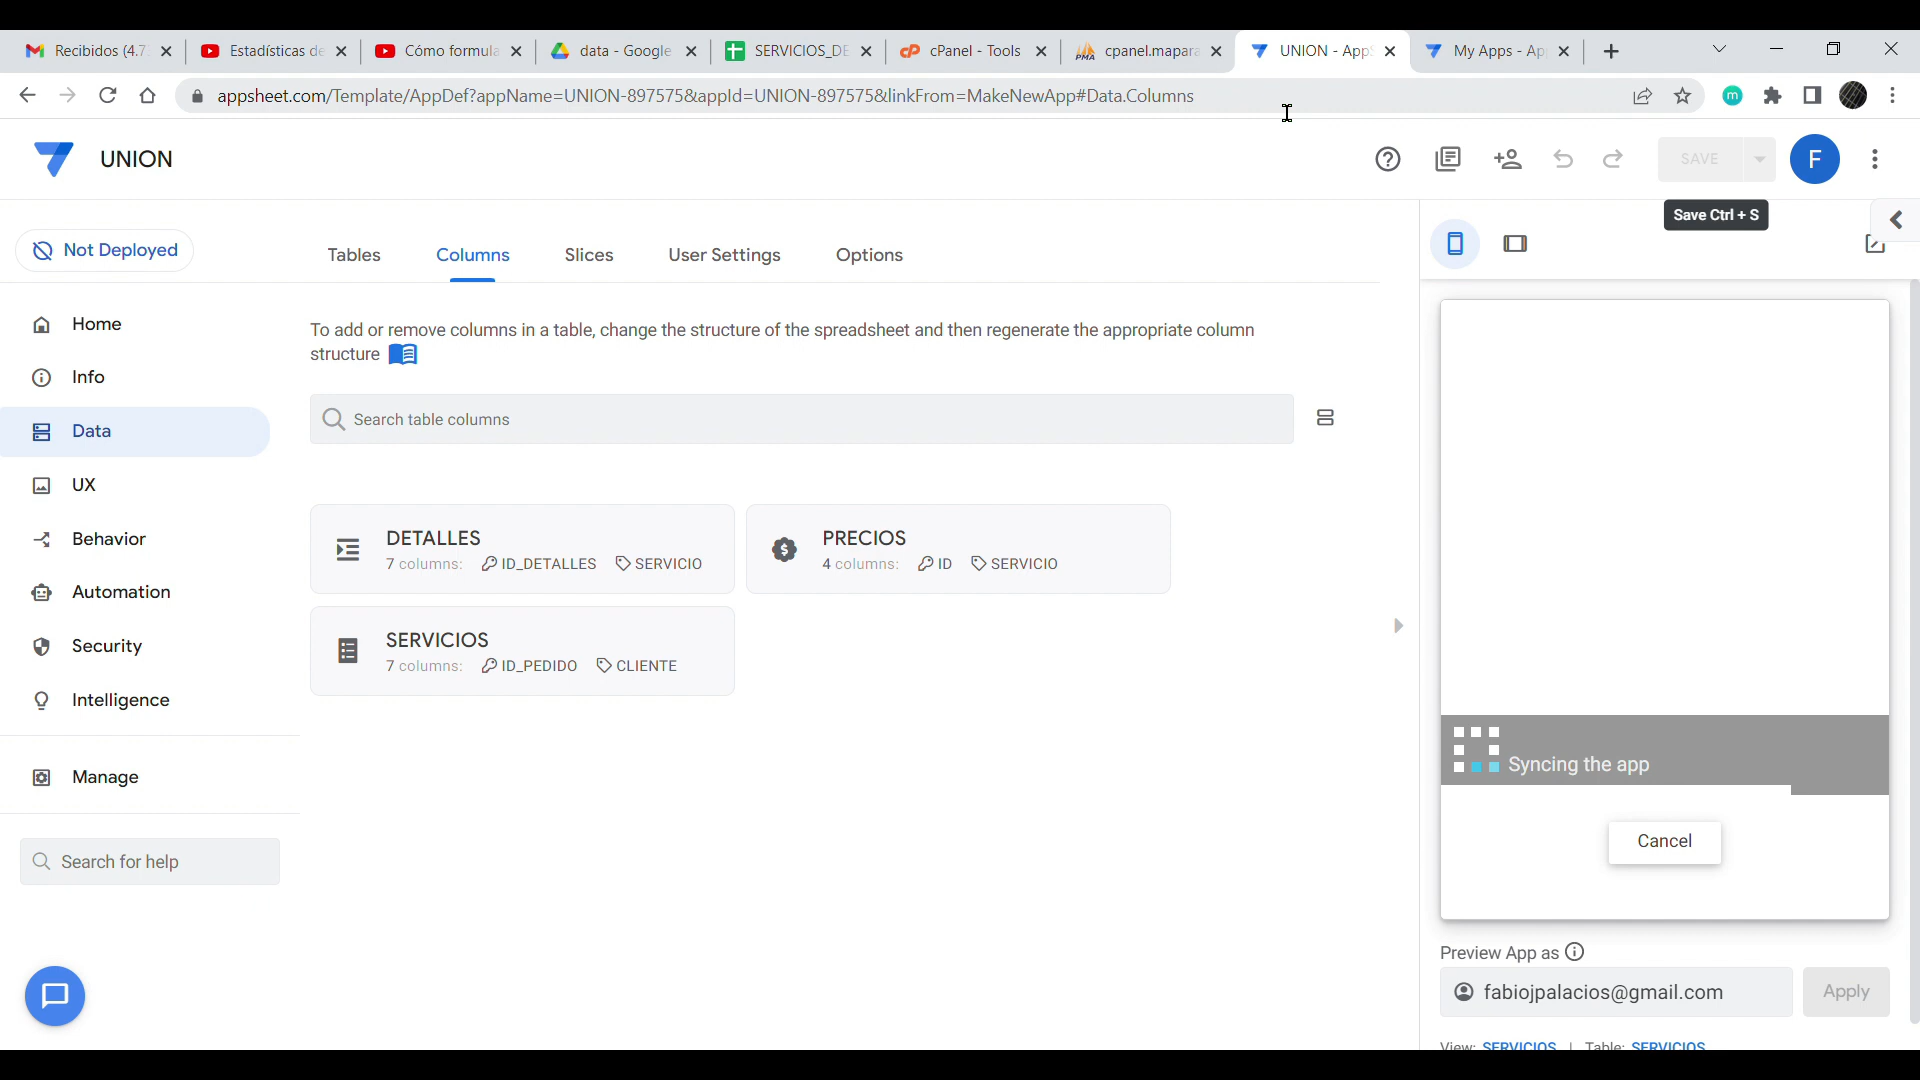 Recibidos (4.7
Estadísticas de
Cómo formula
data - Google
SERVICIOS_DE
cPanel - Tools
cpanel.mapara
UNION - App
My Apps - Ap
appsheet.com/Template/AppDef?appName=UNION-897575&appId=UNION-897575&linkFrom=MakeNewApp#Data.Columns
m
UNION
SAVE
F
Save Ctrl + S
Not Deployed
Tables
Columns
Slices
User Settings
Options
Home
Info
Data
UX
Behavior
Automation
Security
Intelligence
Manage
Search for help
To add or remove columns in a table, change the structure of the spreadsheet and then regenerate the appropriate column
structure
Search table columns
DETALLES
7 columns: ID_DETALLES SERVICIO
PRECIOS
4 columns: ID SERVICIO
SERVICIOS
7 columns: ID_PEDIDO CLIENTE
Syncing the app
Cancel
Preview App as
fabiojpalacios@gmail.com
Apply
View: SERVICIOS | Table: SERVICIOS